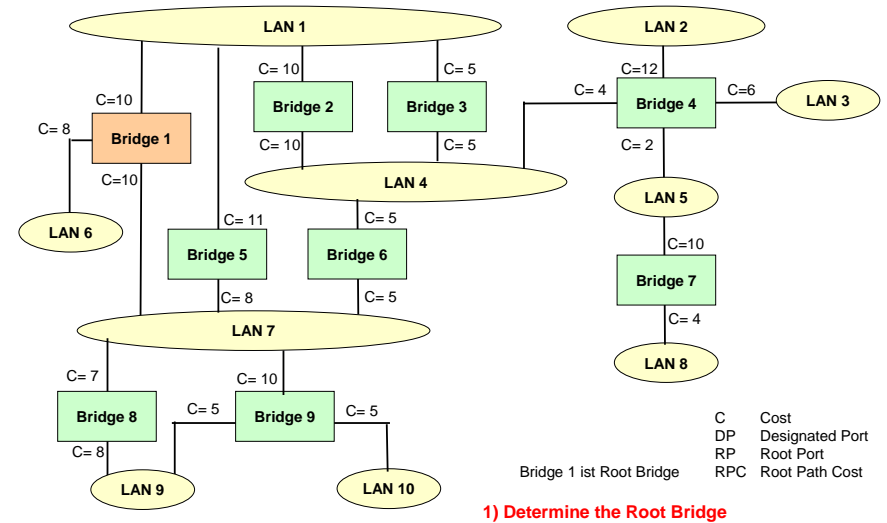 LAN 1
LAN 2
C= 10
C= 5
C=12
C= 4
C=6
C=10
Bridge 2
Bridge 3
Bridge 4
LAN 3
C= 8
Bridge 1
C= 10
C= 5
C= 2
C=10
LAN 4
LAN 5
C= 11
C= 5
LAN 6
C=10
Bridge 5
Bridge 6
Bridge 7
C= 8
C= 5
C= 4
LAN 7
LAN 8
C= 7
C= 10
Bridge 8
C= 5
Bridge 9
C= 5
C Cost
DP Designated Port
C= 8
RP Root Port
Bridge 1 ist Root Bridge RPC Root Path Cost
LAN 9
LAN 10
1) Determine the Root Bridge